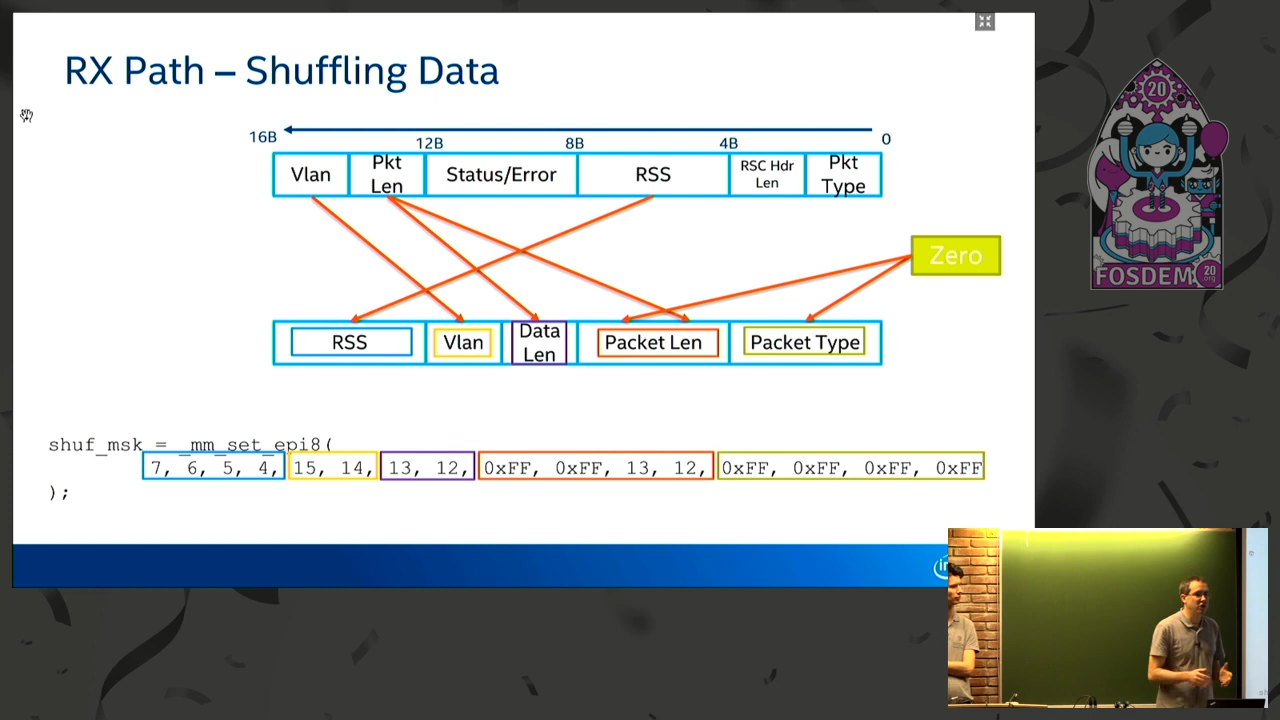 RX Path – Shuffling Data
16B 12B 8B 4B 0
Vlan Pkt Len Status/Error RSS RSC Hdr Len Pkt Type
Zero
RSS Vlan Data Len Packet Len Packet Type
shuf_msk = _mm_set_epi8(
7, 6, 5, 4, 15, 14, 13, 12, 0xFF, 0xFF, 13, 12, 0xFF, 0xFF, 0xFF, 0xFF
);
20
FOSDEM 20
.org